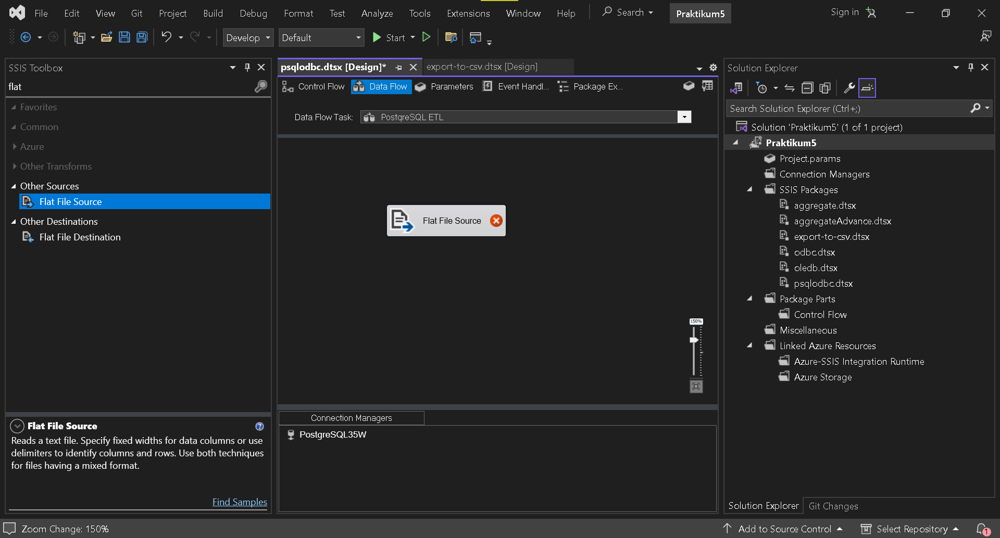 File Edit View Git Project Build Debug Format Test Analyze Tools Extensions Window Help Search Praktikum5 Sign in
Develop Default Start
SSIS Toolbox
flat
Favorites
Common
Azure
Other Transforms
Other Sources
Flat File Source
Other Destinations
Flat File Destination
Flat File Source
Reads a text file. Specify fixed widths for data columns or use
delimiters to identify columns and rows. Use both techniques
for files having a mixed format.
Find Samples
psqlodbc.dtsx [Design]* export-to-csv.dtsx [Design]
Control Flow Data Flow Parameters Event Handl... Package Ex...
Data Flow Task: PostgreSQL ETL
Flat File Source
150%
Connection Managers
PostgreSQL35W
Solution Explorer
Search Solution Explorer (Ctrl+;)
Solution 'Praktikum5' (1 of 1 project)
Praktikum5
Project.params
Connection Managers
SSIS Packages
aggregate.dtsx
aggregateAdvance.dtsx
export-to-csv.dtsx
odbc.dtsx
oledb.dtsx
psqlodbc.dtsx
Package Parts
Control Flow
Miscellaneous
Linked Azure Resources
Azure-SSIS Integration Runtime
Azure Storage
Solution Explorer Git Changes
Zoom Change: 150% Add to Source Control Select Repository 1